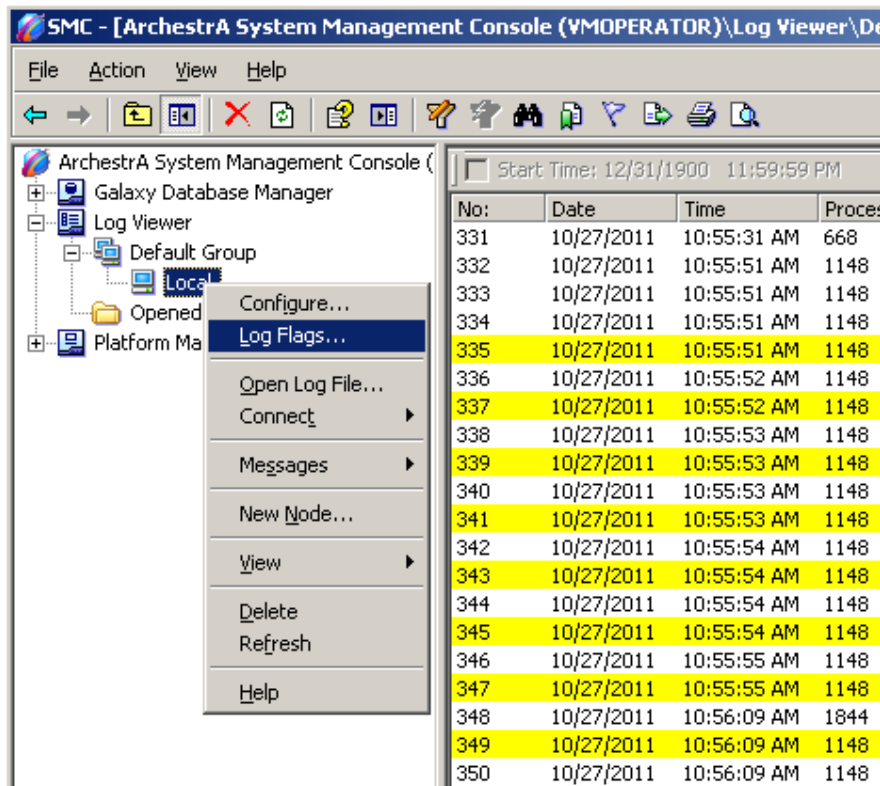 SMC - [ArchestrA System Management Console (VMOPERATOR)\Log Viewer\De
File Action View Help
ArchestrA System Management Console (
Galaxy Database Manager
Log Viewer
Default Group
Local
Opened
Platform Ma
Configure...
Log Flags...
Open Log File...
Connect
Messages
New Node...
View
Delete
Refresh
Help
Start Time: 12/31/1900 11:59:59 PM
No: Date Time Proces
331 10/27/2011 10:55:31 AM 668
332 10/27/2011 10:55:51 AM 1148
333 10/27/2011 10:55:51 AM 1148
334 10/27/2011 10:55:51 AM 1148
335 10/27/2011 10:55:51 AM 1148
336 10/27/2011 10:55:52 AM 1148
337 10/27/2011 10:55:52 AM 1148
338 10/27/2011 10:55:53 AM 1148
339 10/27/2011 10:55:53 AM 1148
340 10/27/2011 10:55:53 AM 1148
341 10/27/2011 10:55:53 AM 1148
342 10/27/2011 10:55:54 AM 1148
343 10/27/2011 10:55:54 AM 1148
344 10/27/2011 10:55:54 AM 1148
345 10/27/2011 10:55:54 AM 1148
346 10/27/2011 10:55:55 AM 1148
347 10/27/2011 10:55:55 AM 1148
348 10/27/2011 10:56:09 AM 1844
349 10/27/2011 10:56:09 AM 1148
350 10/27/2011 10:56:09 AM 1148